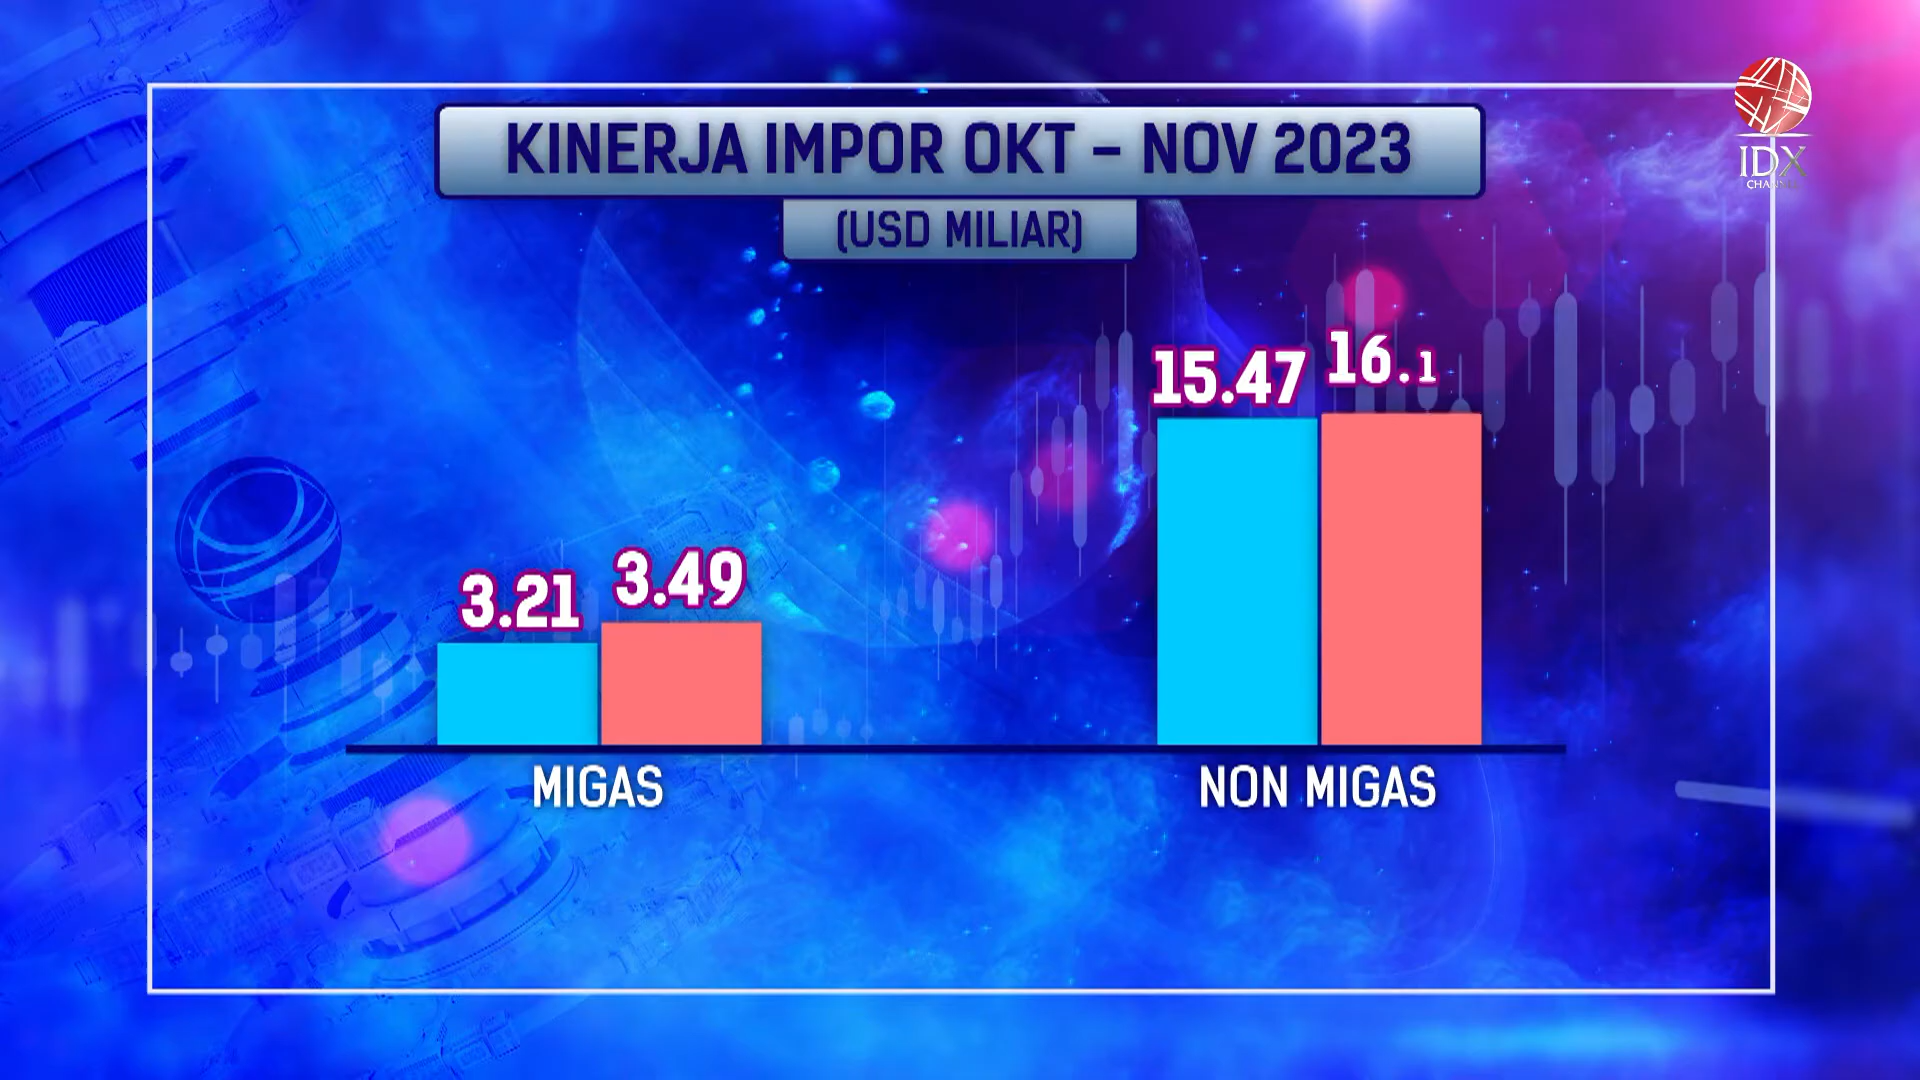 KINERJA IMPOR OKT – NOV 2023
(USD MILIAR)
IDX
CHANNEL
3.21
3.49
15.47
16.1
MIGAS
NON MIGAS